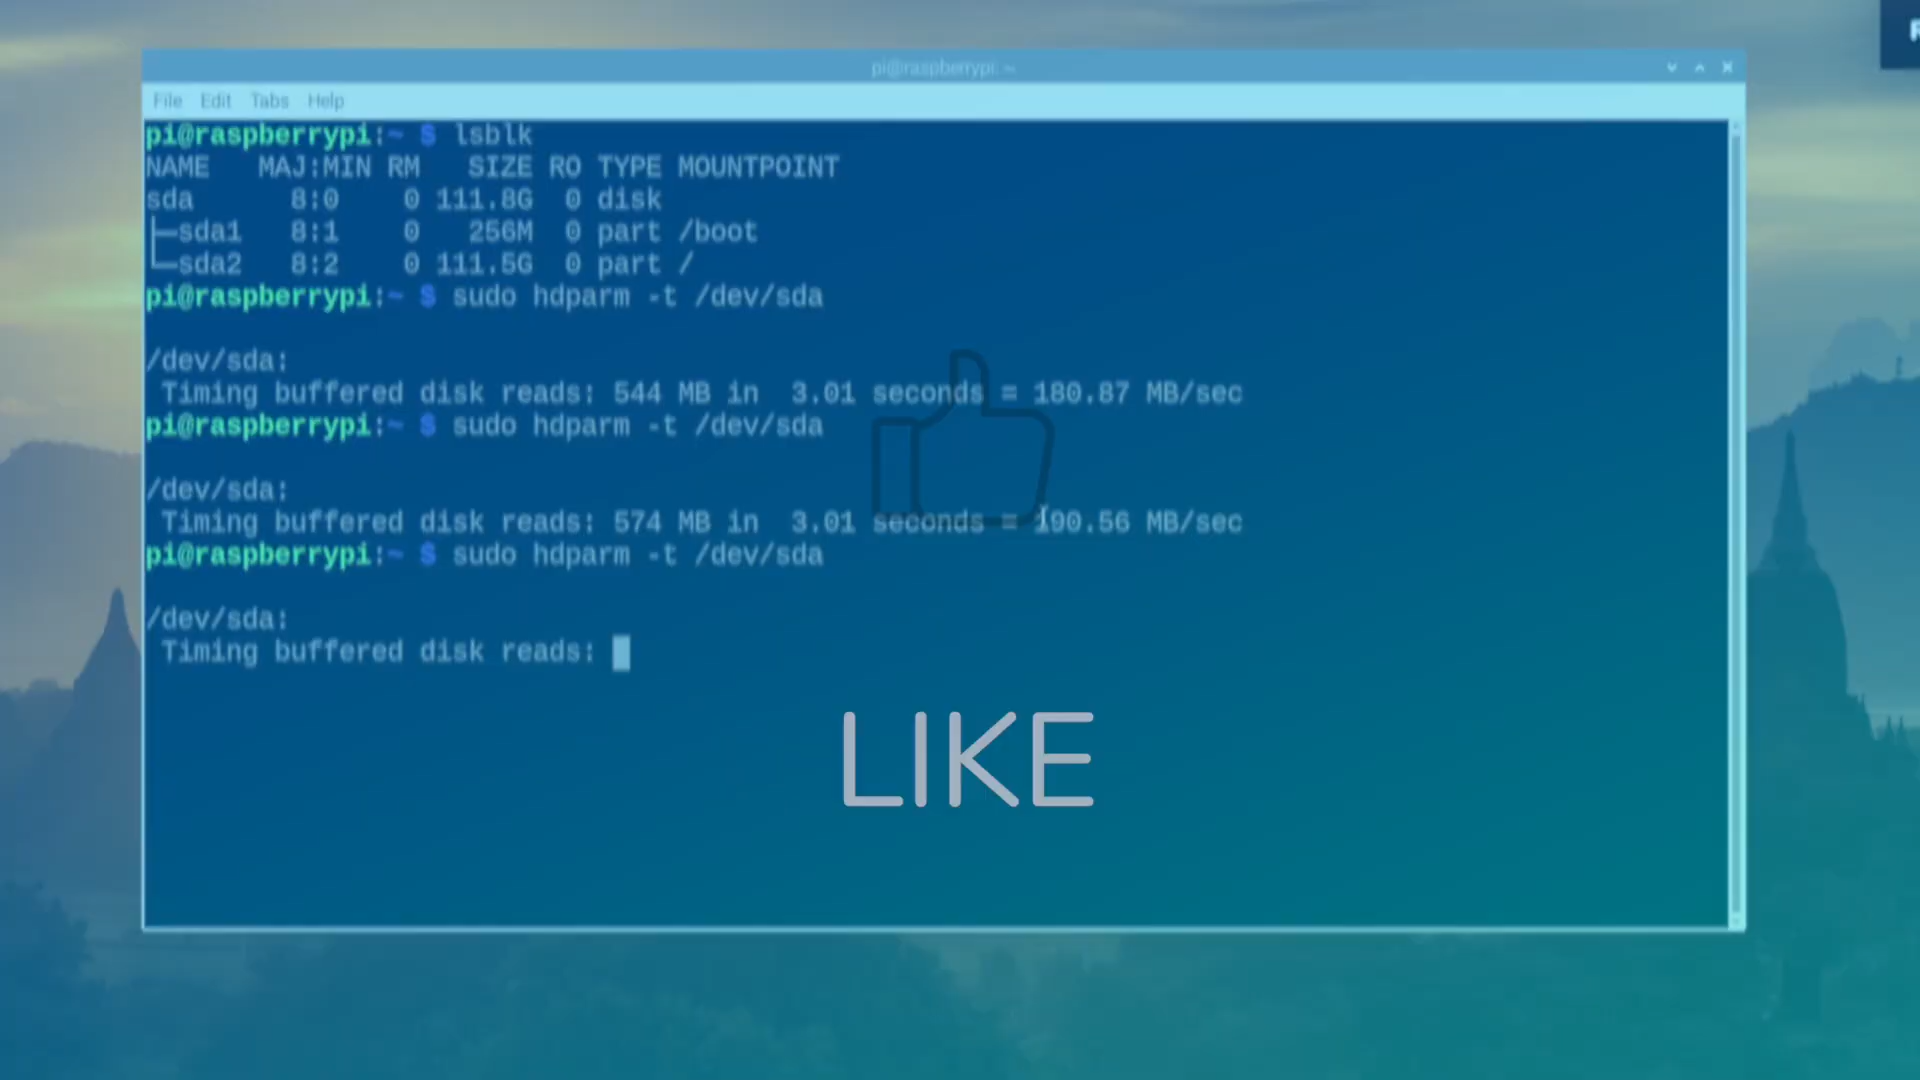 pi@raspberrypi: ~
File Edit Tabs Help
pi@raspberrypi:~ $ lsblk
NAME   MAJ:MIN RM   SIZE RO TYPE MOUNTPOINT
sda      8:0    0 111.8G  0 disk
├─sda1   8:1    0   256M  0 part /boot
└─sda2   8:2    0 111.5G  0 part /
pi@raspberrypi:~ $ sudo hdparm -t /dev/sda
/dev/sda:
Timing buffered disk reads: 544 MB in  3.01 seconds = 180.87 MB/sec
pi@raspberrypi:~ $ sudo hdparm -t /dev/sda
/dev/sda:
Timing buffered disk reads: 574 MB in  3.01 seconds = 190.56 MB/sec
pi@raspberrypi:~ $ sudo hdparm -t /dev/sda
/dev/sda:
Timing buffered disk reads:
LIKE